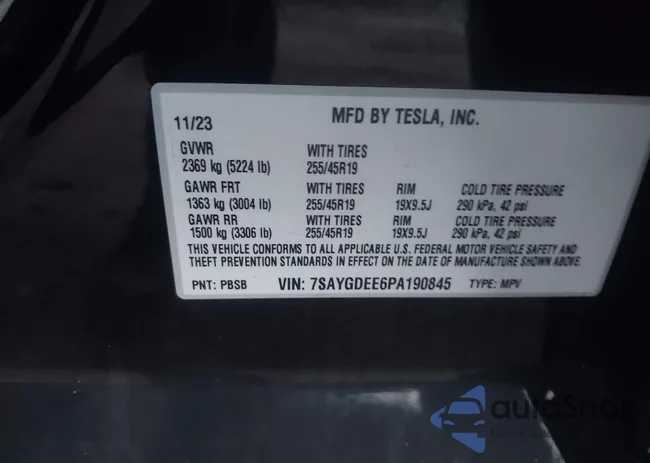 11/23 MFD BY TESLA, INC.
GVWR WITH TIRES
2369 kg (5224 lb) 255/45R19
GAWR FRT WITH TIRES RIM COLD TIRE PRESSURE
1363 kg (3004 lb) 255/45R19 19X9.5J 290 kPa, 42 psi
GAWR RR WITH TIRES RIM COLD TIRE PRESSURE
1500 kg (3306 lb) 255/45R19 19X9.5J 290 kPa, 42 psi
THIS VEHICLE CONFORMS TO ALL APPLICABLE U.S. FEDERAL MOTOR VEHICLE SAFETY AND
THEFT PREVENTION STANDARDS IN EFFECT ON THE DATE OF MANUFACTURE SHOWN ABOVE.
PNT: PBSB VIN: 7SAYGDEE6PA190845 TYPE: MPV
autoSnap